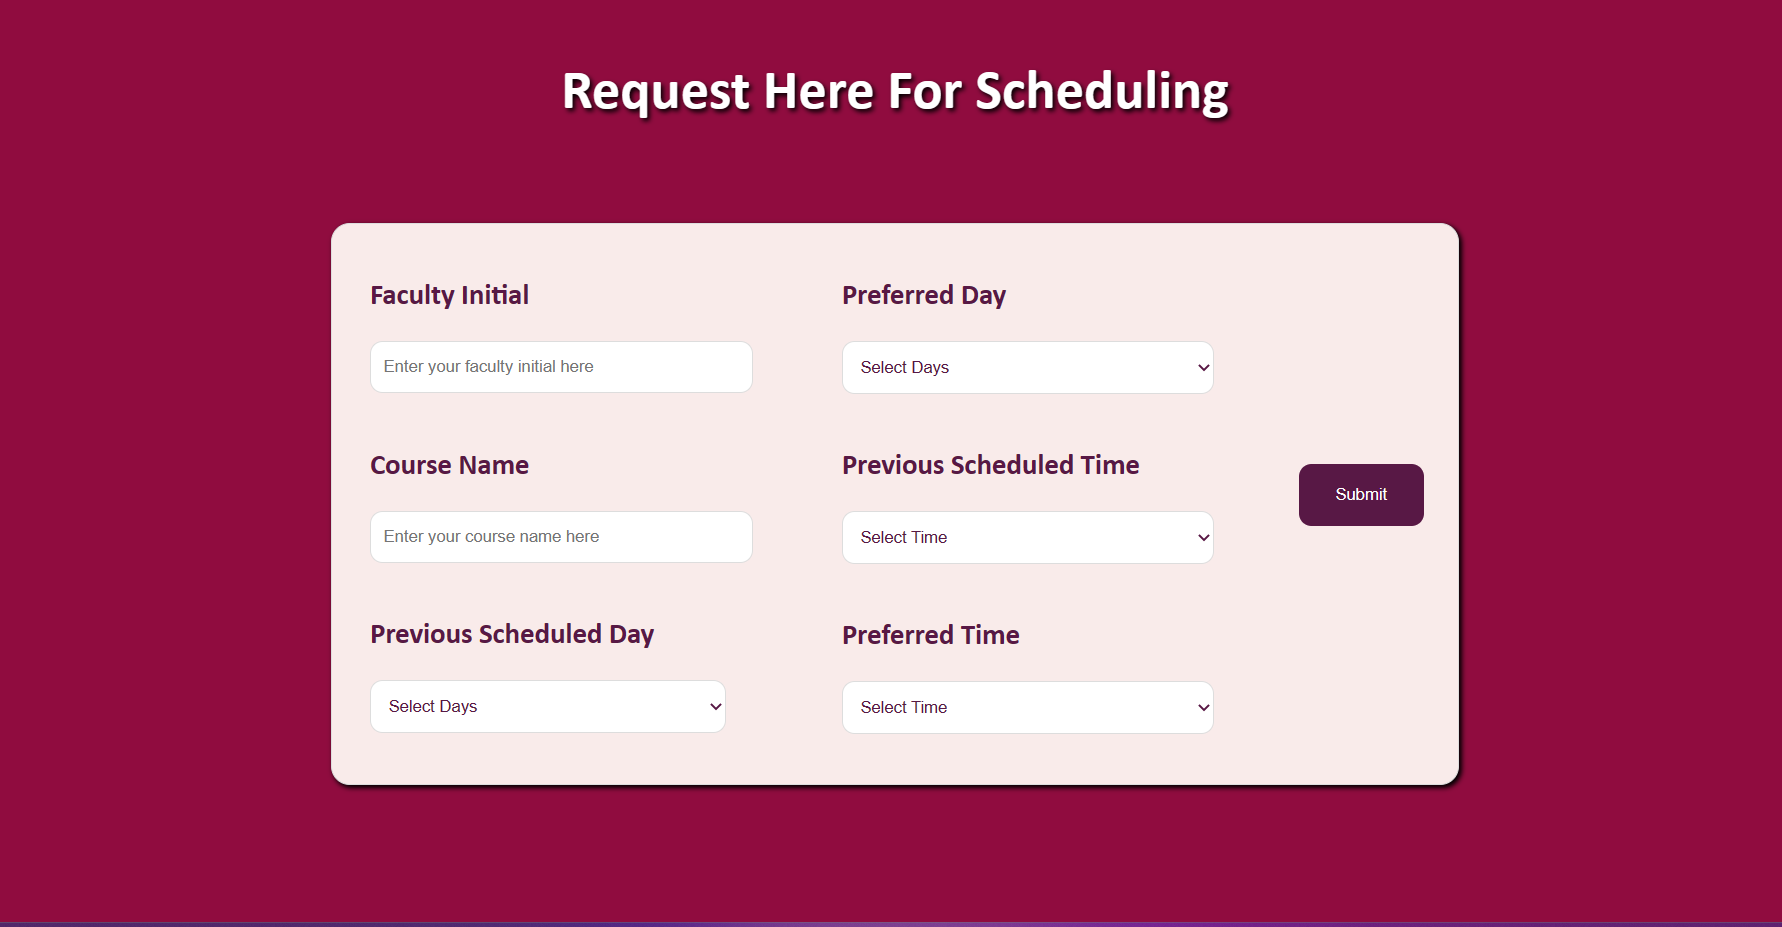 Request Here For Scheduling
Faculty Initial
Enter your faculty initial here
Course Name
Enter your course name here
Previous Scheduled Day
Select Days
Preferred Day
Select Days
Previous Scheduled Time
Select Time
Preferred Time
Select Time
Submit